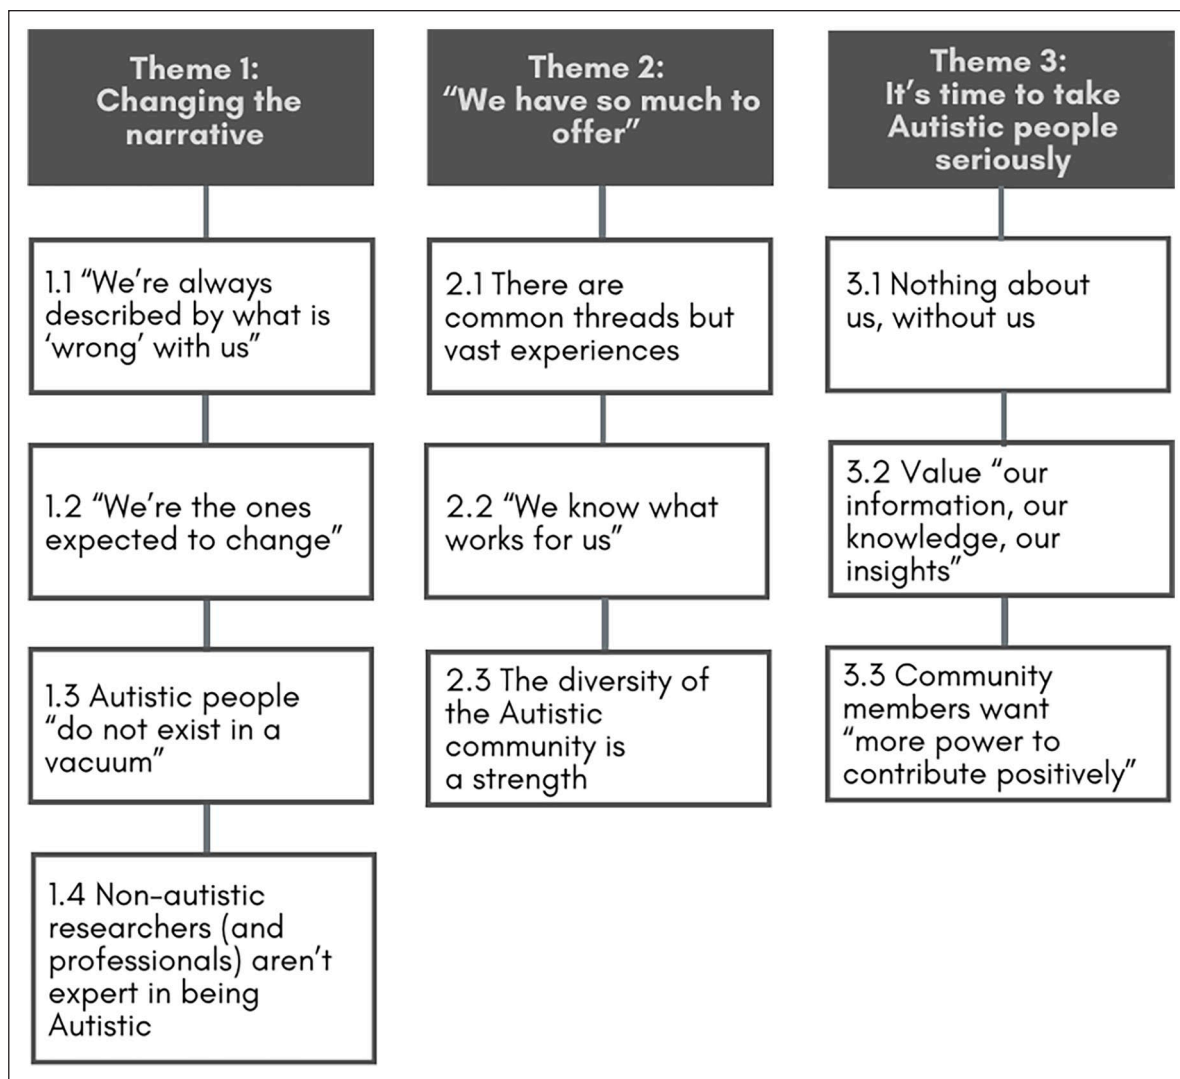 Theme 1:
Changing the
narrative
1.1 “We’re always
described by what is
‘wrong’ with us”
1.2 “We’re the ones
expected to change”
1.3 Autistic people
“do not exist in a
vacuum”
1.4 Non-autistic
researchers (and
professionals) aren’t
expert in being
Autistic
Theme 2:
“We have so much to
offer”
2.1 There are
common threads but
vast experiences
2.2 “We know what
works for us”
2.3 The diversity of
the Autistic
community is
a strength
Theme 3:
It’s time to take
Autistic people
seriously
3.1 Nothing about
us, without us
3.2 Value “our
information, our
knowledge, our
insights”
3.3 Community
members want
“more power to
contribute positively”